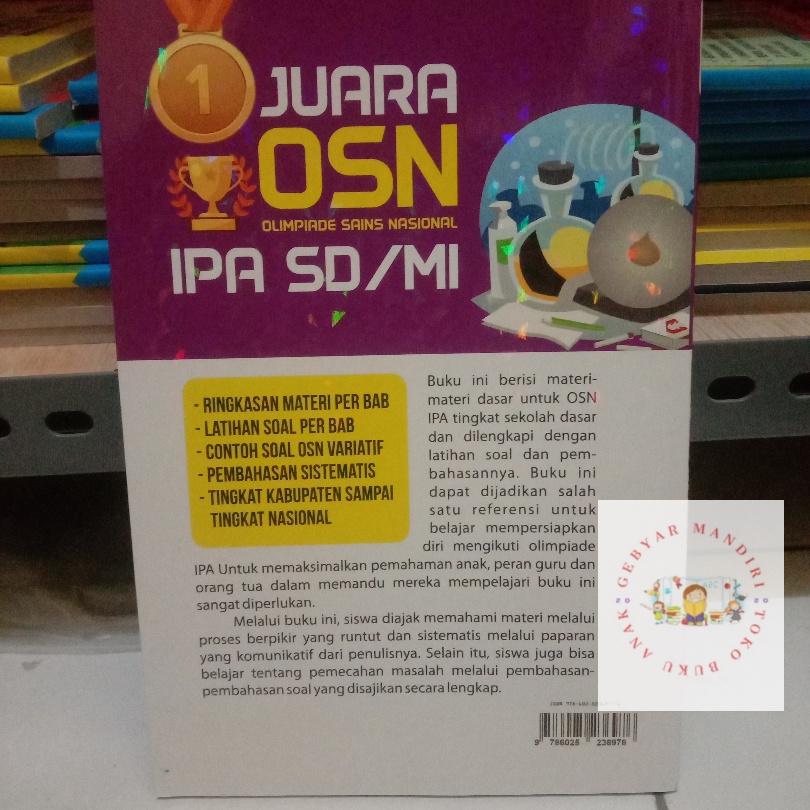 1
JUARA
OSN
OLIMPIADE SAINS NASIONAL
IPA SD/MI
- RINGKASAN MATERI PER BAB
- LATIHAN SOAL PER BAB
- CONTOH SOAL OSN VARIATIF
- PEMBAHASAN SISTEMATIS
- TINGKAT KABUPATEN SAMPAI
TINGKAT NASIONAL
Buku ini berisi materi-
materi dasar untuk OSN
IPA tingkat sekolah dasar
dan dilengkapi dengan
latihan soal dan pem-
bahasannya. Buku ini
dapat dijadikan salah
satu referensi untuk
belajar mempersiapkan
diri mengikuti olimpiade
IPA Untuk memaksimalkan pemahaman anak, peran guru dan
orang tua dalam memandu mereka mempelajari buku ini
sangat diperlukan.
Melalui buku ini, siswa diajak memahami materi melalui
proses berpikir yang runtut dan sistematis melalui paparan
yang komunikatif dari penulisnya. Selain itu, siswa juga bisa
belajar tentang pemecahan masalah melalui pembahasan-
pembahasan soal yang disajikan secara lengkap.
GEBYAR MANDIRI
TOKO BUKU ANAK
9 786025 238978